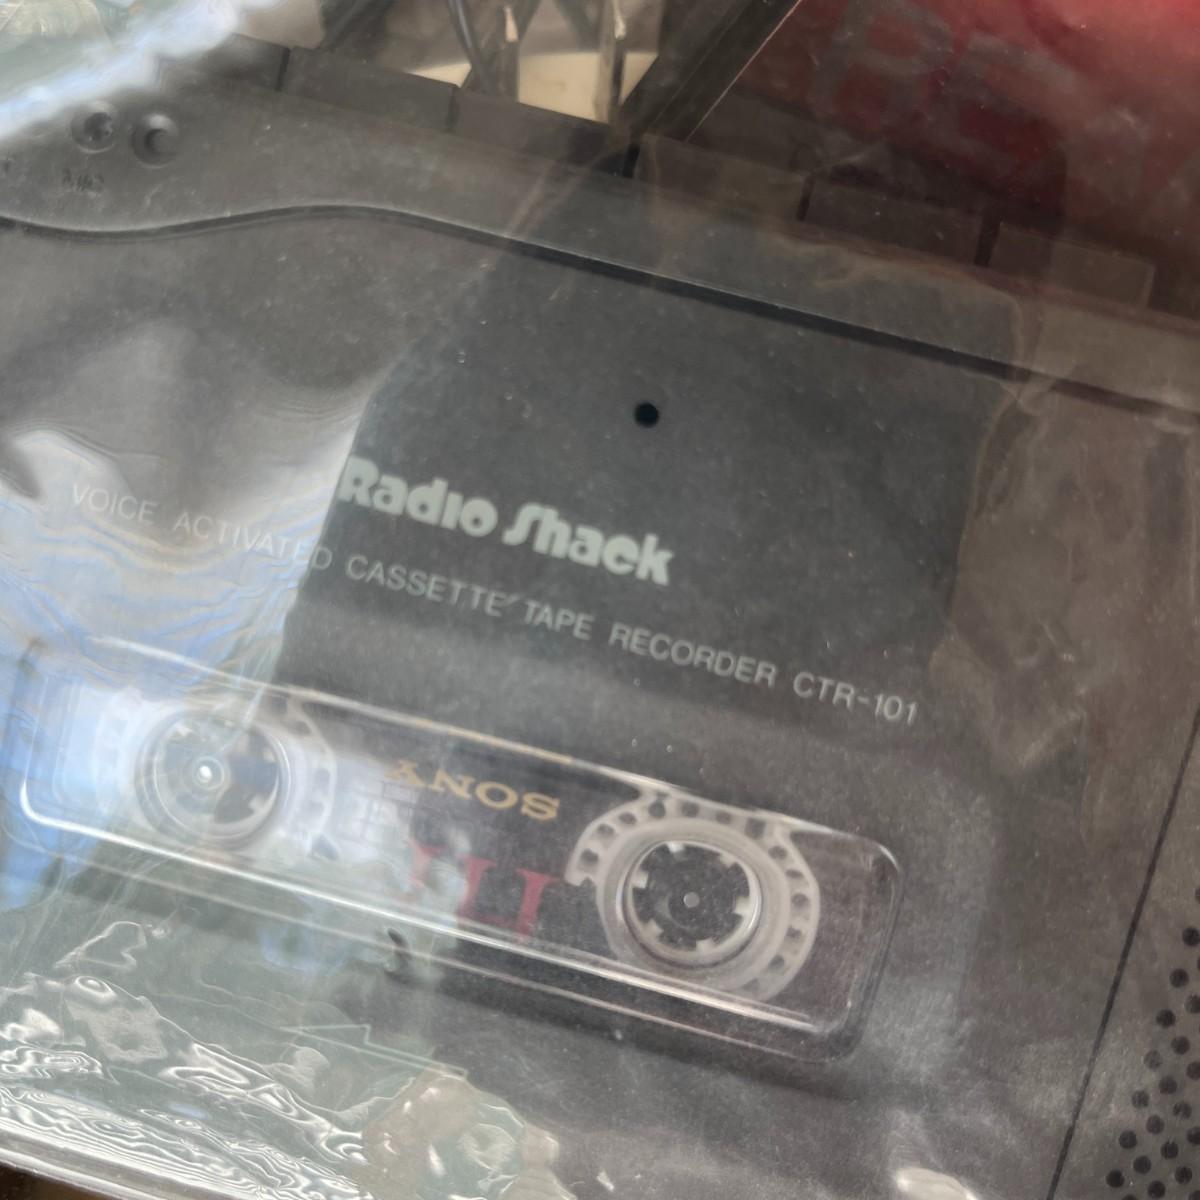 Radio Shack
VOICE ACTIVATED CASSETTE TAPE RECORDER CTR-101
SONY